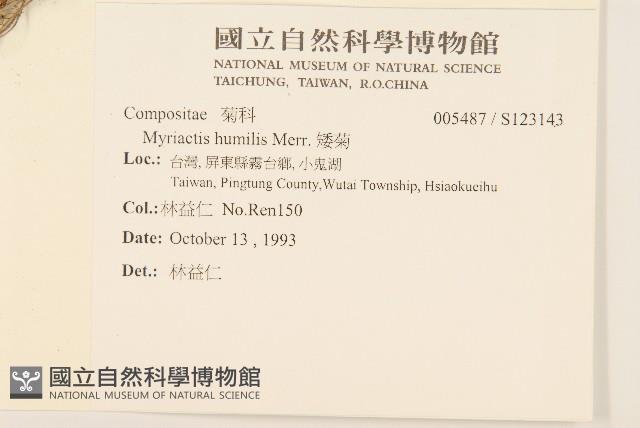 國立自然科學博物館
NATIONAL MUSEUM OF NATURAL SCIENCE
TAICHUNG, TAIWAN, R.O.CHINA
Compositae 菊科 005487 / S123143
Myriactis humilis Merr. 矮菊
Loc.: 台灣, 屏東縣霧台鄉, 小鬼湖
Taiwan, Pingtung County,Wutai Township, Hsiaokueihu
Col.:林益仁 No.Ren150
Date: October 13 , 1993
Det.: 林益仁
國立自然科學博物館
NATIONAL MUSEUM OF NATURAL SCIENCE